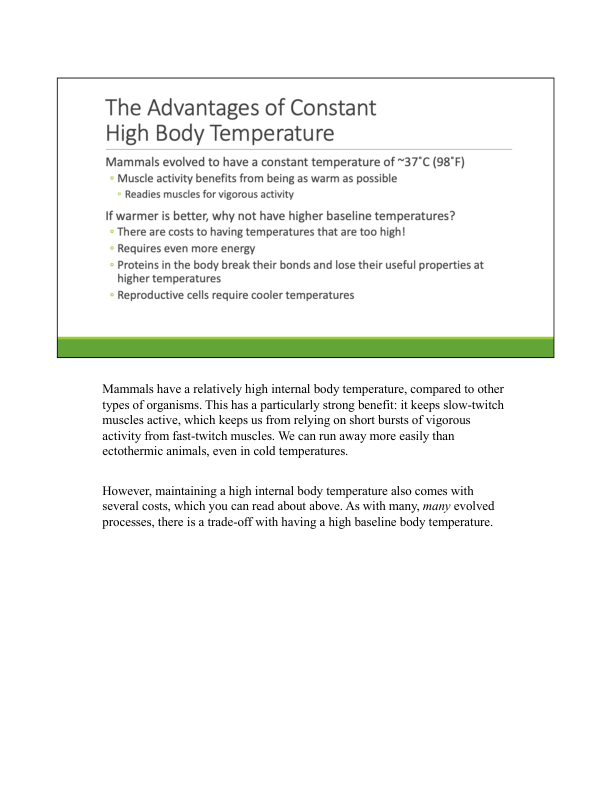 The Advantages of Constant
High Body Temperature
Mammals evolved to have a constant temperature of ~37˚C (98˚F)
▫ Muscle activity benefits from being as warm as possible
▫ Readies muscles for vigorous activity
If warmer is better, why not have higher baseline temperatures?
▫ There are costs to having temperatures that are too high!
▫ Requires even more energy
▫ Proteins in the body break their bonds and lose their useful properties at
higher temperatures
▫ Reproductive cells require cooler temperatures
Mammals have a relatively high internal body temperature, compared to other
types of organisms. This has a particularly strong benefit: it keeps slow-twitch
muscles active, which keeps us from relying on short bursts of vigorous
activity from fast-twitch muscles. We can run away more easily than
ectothermic animals, even in cold temperatures.
However, maintaining a high internal body temperature also comes with
several costs, which you can read about above. As with many, many evolved
processes, there is a trade-off with having a high baseline body temperature.